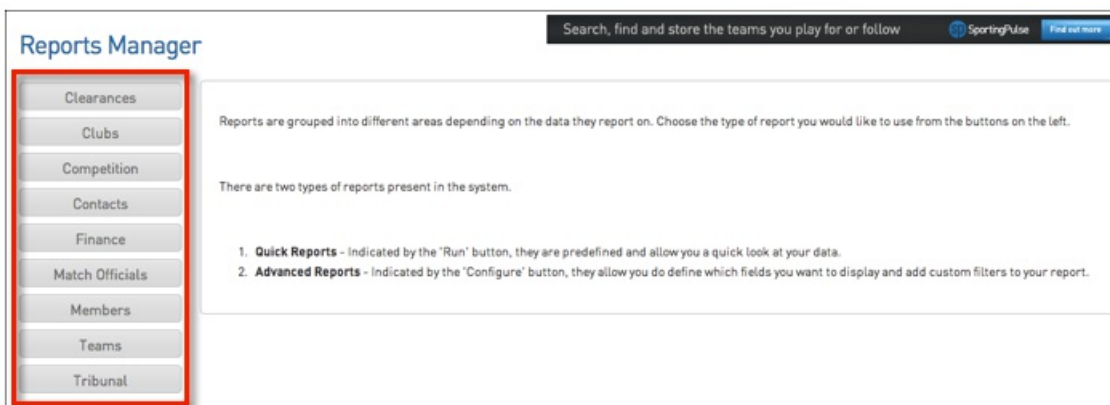 Search, find and store the teams you play for or follow
SportingPulse
Find out more
Reports Manager
Clearances
Clubs
Competition
Contacts
Finance
Match Officials
Members
Teams
Tribunal
Reports are grouped into different areas depending on the data they report on. Choose the type of report you would like to use from the buttons on the left.
There are two types of reports present in the system.
1. Quick Reports - Indicated by the 'Run' button, they are predefined and allow you a quick look at your data.
2. Advanced Reports - Indicated by the 'Configure' button, they allow you do define which fields you want to display and add custom filters to your report.